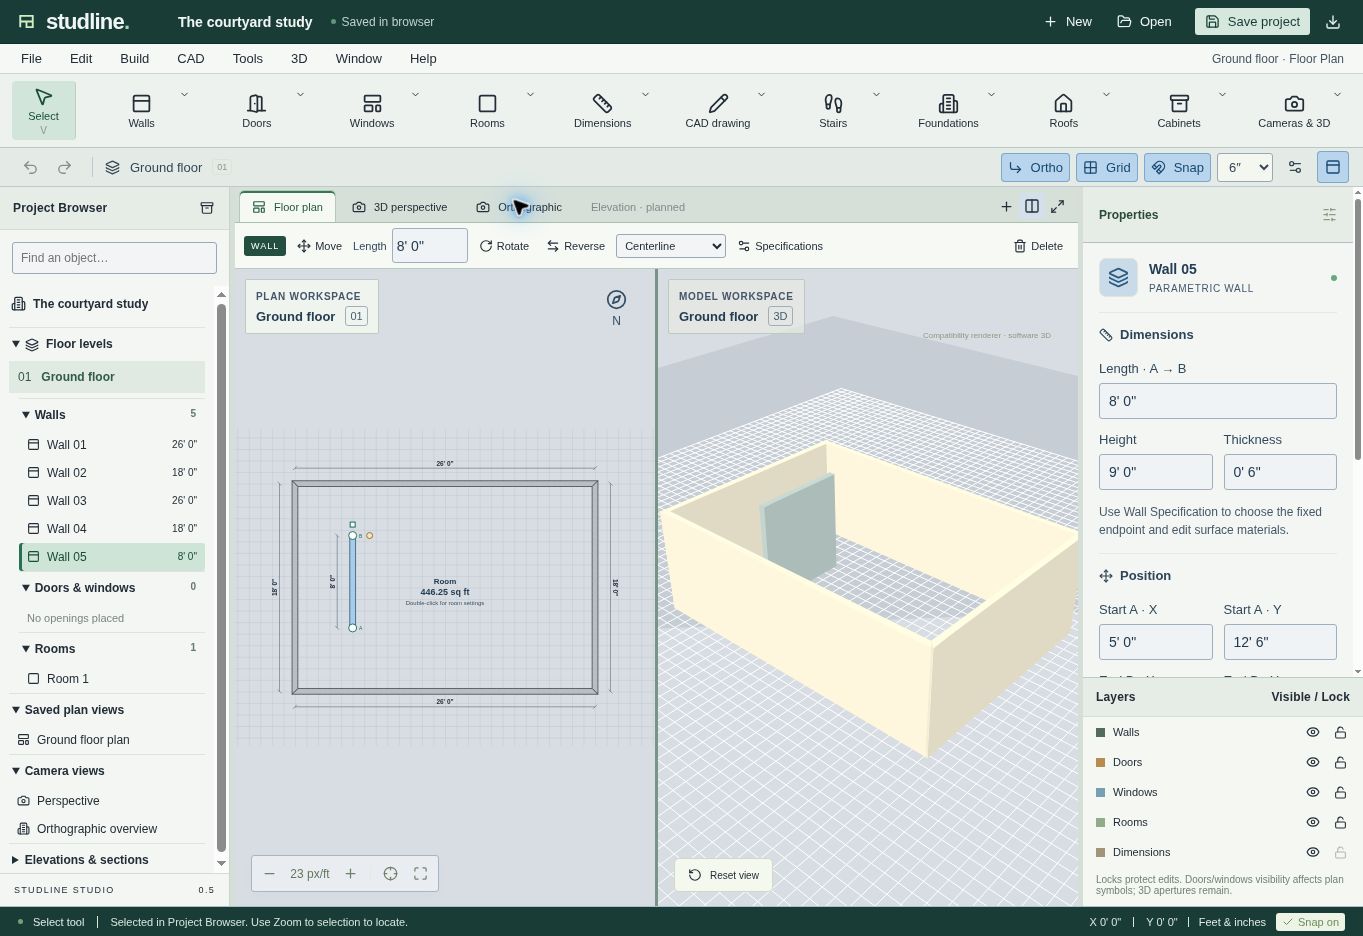 studline.
The courtyard study
Saved in browser
New
Open
Save project
File
Edit
Build
CAD
Tools
3D
Window
Help
Ground floor · Floor Plan
Select
V
Walls
Doors
Windows
Rooms
Dimensions
CAD drawing
Stairs
Foundations
Roofs
Cabinets
Cameras & 3D
Ground floor
01
Ortho
Grid
Snap
6″
Project Browser
Find an object…
The courtyard study
Floor levels
01 Ground floor
Walls 5
Wall 01 26' 0"
Wall 02 18' 0"
Wall 03 26' 0"
Wall 04 18' 0"
Wall 05 8' 0"
Doors & windows 0
No openings placed
Rooms 1
Room 1
Saved plan views
Ground floor plan
Camera views
Perspective
Orthographic overview
Elevations & sections
STUDLINE STUDIO 0.5
Floor plan
3D perspective
Elevation · planned
WALL
Move
Length
8' 0"
Rotate
Reverse
Centerline
Specifications
Delete
PLAN WORKSPACE
Ground floor 01
N
26' 0"
18' 0"
8' 0"
B
A
Room
446.25 sq ft
Double-click for room settings
18' 0"
26' 0"
23 px/ft
MODEL WORKSPACE
Ground floor 3D
Compatibility renderer · software 3D
Reset view
Properties
Wall 05
PARAMETRIC WALL
Dimensions
Length · A → B
8' 0"
Height
Thickness
9' 0"
0' 6"
Use Wall Specification to choose the fixed
endpoint and edit surface materials.
Position
Start A · X
Start A · Y
5' 0"
12' 6"
Layers
Visible / Lock
Walls
Doors
Windows
Rooms
Dimensions
Locks protect edits. Doors/windows visibility affects plan
symbols; 3D apertures remain.
Select tool
Selected in Project Browser. Use Zoom to selection to locate.
X 0' 0"
Y 0' 0"
Feet & inches
Snap on